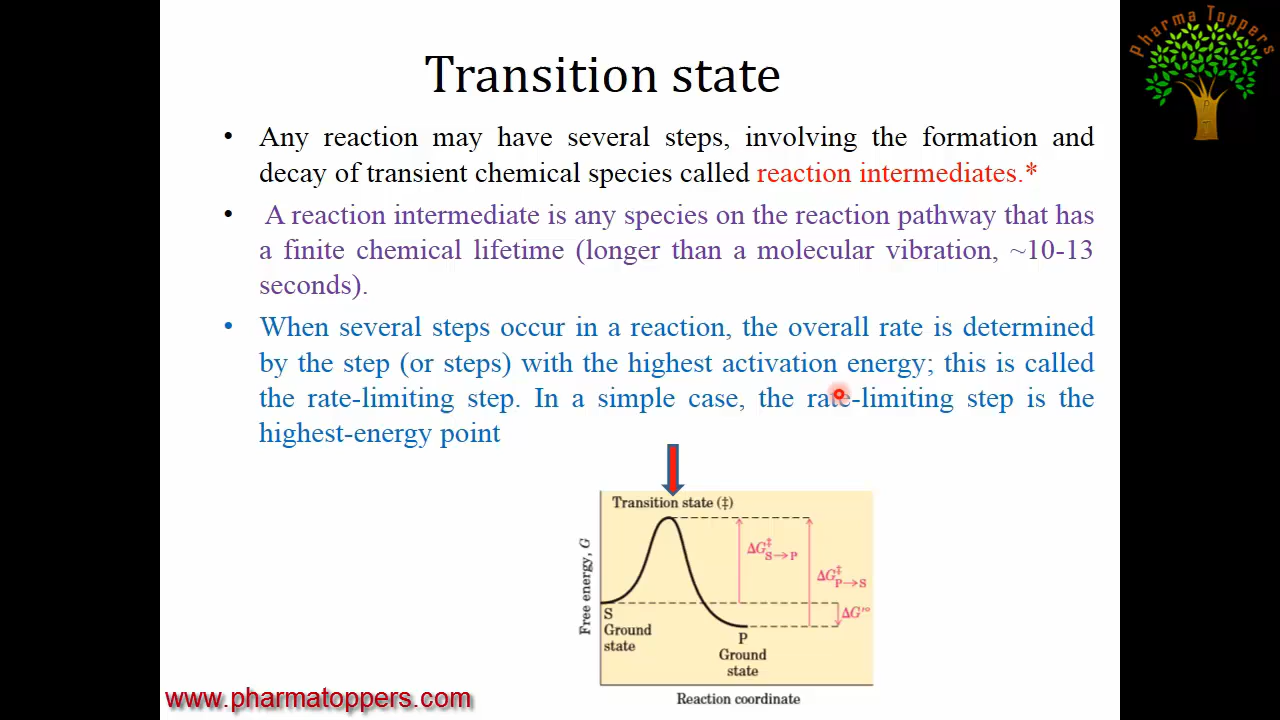 Pharma Toppers
P
T
Transition state
• Any reaction may have several steps, involving the formation and
decay of transient chemical species called reaction intermediates.*
• A reaction intermediate is any species on the reaction pathway that has
a finite chemical lifetime (longer than a molecular vibration, ~10-13
seconds).
• When several steps occur in a reaction, the overall rate is determined
by the step (or steps) with the highest activation energy; this is called
the rate-limiting step. In a simple case, the rate-limiting step is the
highest-energy point
Transition state (‡)
Free energy, G
ΔG‡S→P
ΔG‡P→S
ΔG′°
S
Ground
state
P
Ground
state
Reaction coordinate
www.pharmatoppers.com